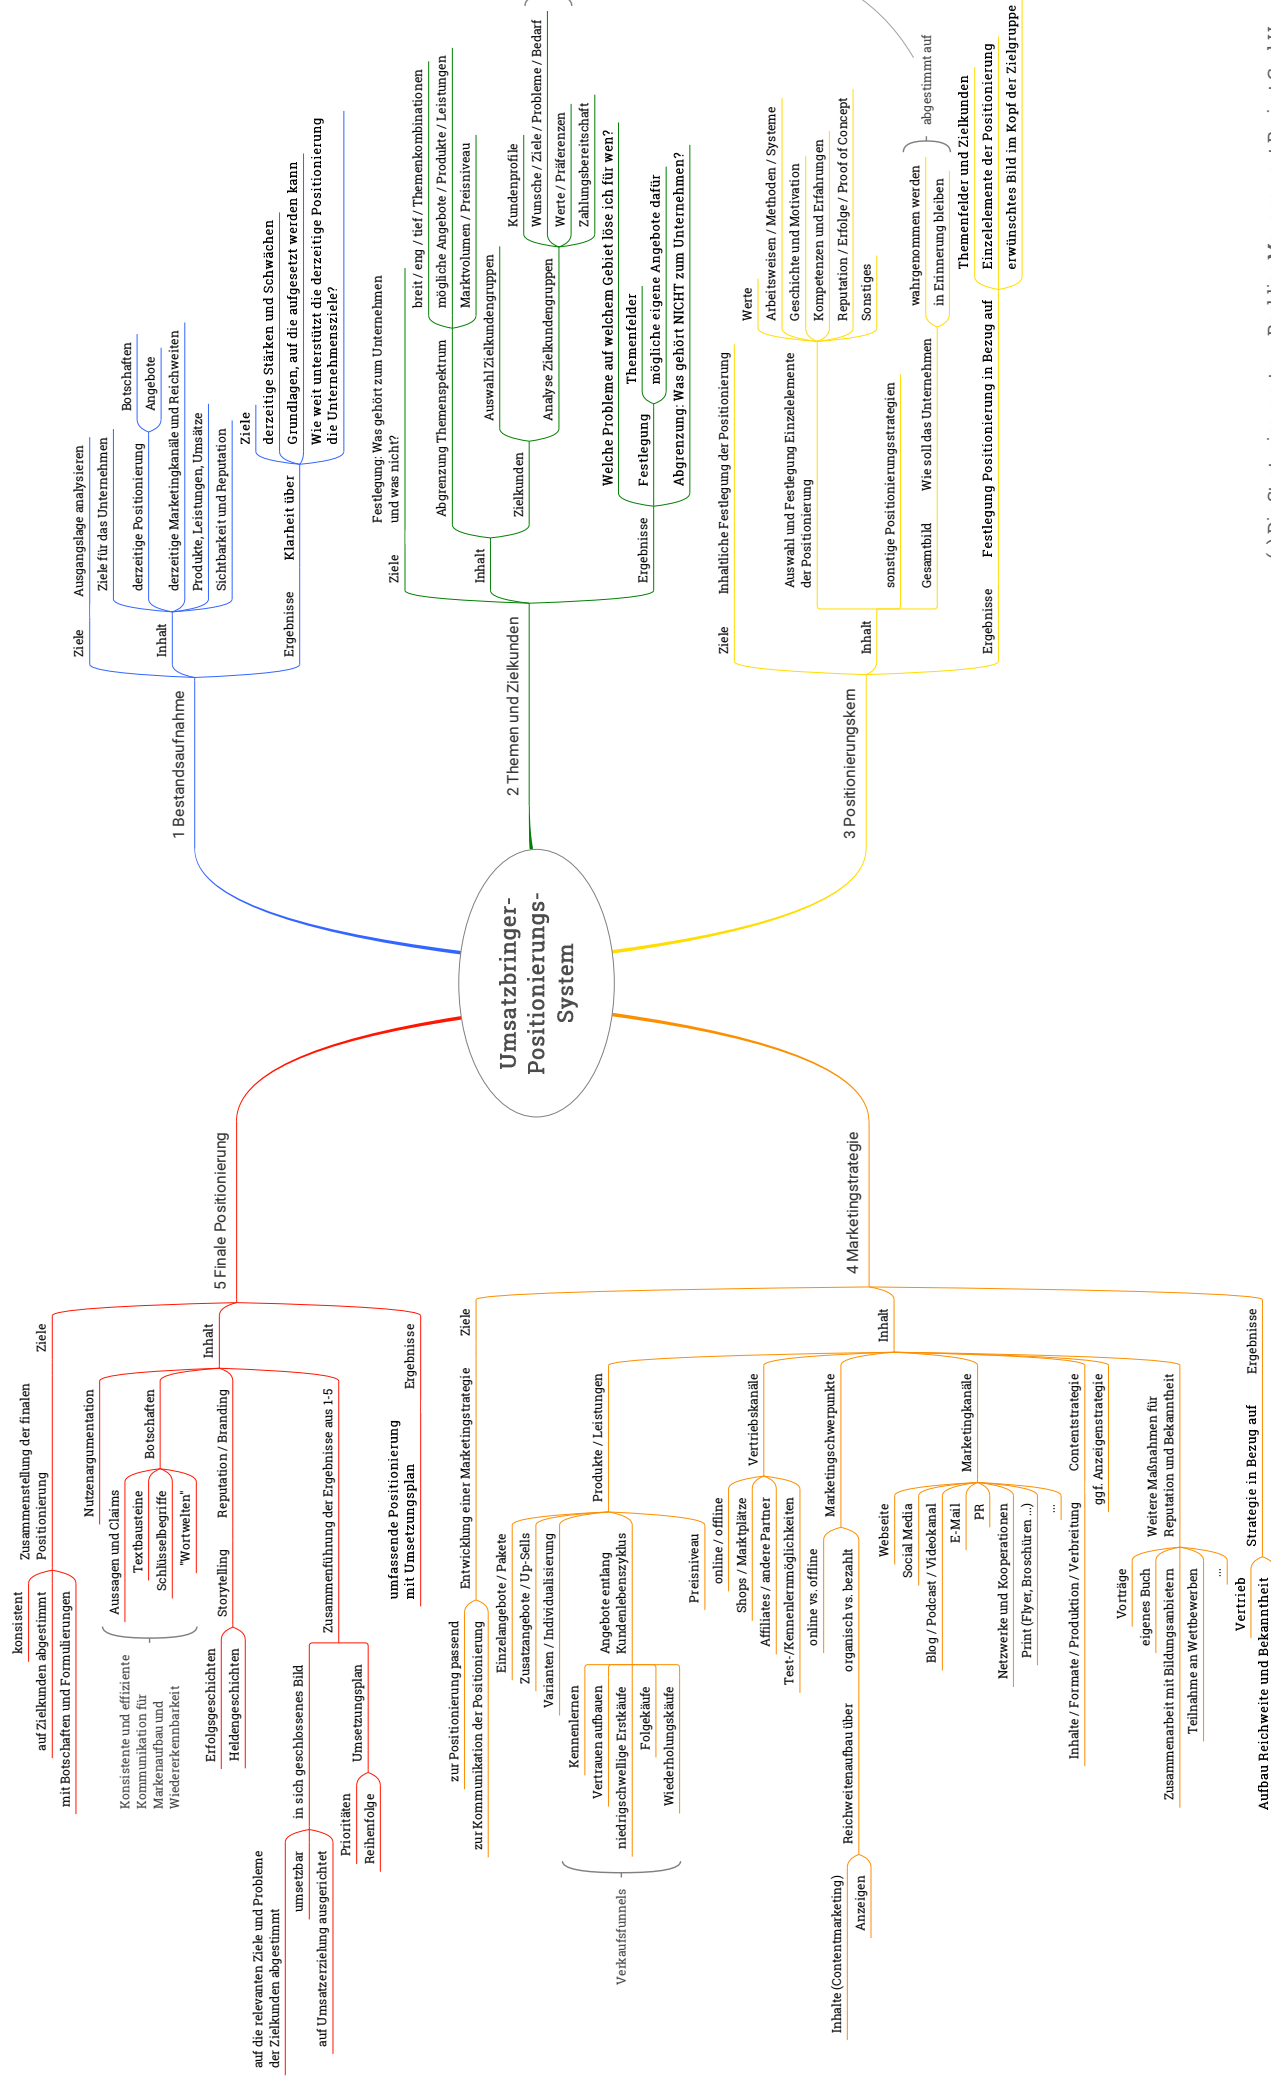 Umsatzbringer-
Positionierungs-
System
1 Bestandsaufnahme
Ziele
Ausgangslage analysieren
Inhalt
Ziele für das Unternehmen
derzeitige Positionierung
Botschaften
Angebote
derzeitige Marketingkanäle und Reichweiten
Produkte, Leistungen, Umsätze
Sichtbarkeit und Reputation
Ergebnisse
Klarheit über
Ziele
derzeitige Stärken und Schwächen
Grundlagen, auf die aufgesetzt werden kann
Wie weit unterstützt die derzeitige Positionierung
die Unternehmensziele?
2 Themen und Zielkunden
Ziele
Festlegung: Was gehört zum Unternehmen
und was nicht?
Inhalt
Abgrenzung Themenspektrum
breit / eng / tief / Themenkombinationen
mögliche Angebote / Produkte / Leistungen
Marktvolumen / Preisniveau
Zielkunden
Auswahl Zielkundengruppen
Analyse Zielkundengruppen
Kundenprofile
Wünsche / Ziele / Probleme / Bedarf
Werte / Präferenzen
Zahlungsbereitschaft
Ergebnisse
Welche Probleme auf welchem Gebiet löse ich für wen?
Festlegung
Themenfelder
mögliche eigene Angebote dafür
Abgrenzung: Was gehört NICHT zum Unternehmen?
3 Positionierungskern
Ziele
Inhaltliche Festlegung der Positionierung
Inhalt
Auswahl und Festlegung Einzelelemente
der Positionierung
Werte
Arbeitsweisen / Methoden / Systeme
Geschichte und Motivation
Kompetenzen und Erfahrungen
Reputation / Erfolge / Proof of Concept
Sonstiges
sonstige Positionierungsstrategien
Gesamtbild
Wie soll das Unternehmen
wahrgenommen werden
in Erinnerung bleiben
abgestimmt auf
Ergebnisse
Festlegung Positionierung in Bezug auf
Themenfelder und Zielkunden
Einzelelemente der Positionierung
erwünschtes Bild im Kopf der Zielgruppe
4 Marketingstrategie
Ziele
Entwicklung einer Marketingstrategie
zur Positionierung passend
zur Kommunikation der Positionierung
Inhalt
Produkte / Leistungen
Einzelangebote / Pakete
Zusatzangebote / Up-Sells
Varianten / Individualisierung
Angebote entlang
Kundenlebenszyklus
Kennenlernen
Vertrauen aufbauen
niedrigschwellige Erstkäufe
Folgekäufe
Wiederholungskäufe
Verkaufsfunnels
Preisniveau
Vertriebskanäle
online / offline
Shops / Marktplätze
Affiliates / andere Partner
Test-/Kennenlernmöglichkeiten
Marketingschwerpunkte
online vs. offline
organisch vs. bezahlt
Reichweitenaufbau über
Inhalte (Contentmarketing)
Anzeigen
Marketingkanäle
Webseite
Social Media
Blog / Podcast / Videokanal
E-Mail
PR
Netzwerke und Kooperationen
Print (Flyer, Broschüren ...)
...
Contentstrategie
Inhalte / Formate / Produktion / Verbreitung
ggf. Anzeigenstrategie
Weitere Maßnahmen für
Reputation und Bekanntheit
Vorträge
eigenes Buch
Zusammenarbeit mit Bildungsanbietern
Teilnahme an Wettbewerben
...
Ergebnisse
Strategie in Bezug auf
Vertrieb
Aufbau Reichweite und Bekanntheit
5 Finale Positionierung
Ziele
Zusammenstellung der finalen
Positionierung
konsistent
auf Zielkunden abgestimmt
mit Botschaften und Formulierungen
Inhalt
Nutzenargumentation
Botschaften
Aussagen und Claims
Textbausteine
Schlüsselbegriffe
"Wortwelten"
Konsistente und effiziente
Kommunikation für
Markenaufbau und
Wiedererkennbarkeit
Reputation / Branding
Storytelling
Erfolgsgeschichten
Heldengeschichten
Zusammenführung der Ergebnisse aus 1-5
in sich geschlossenes Bild
auf die relevanten Ziele und Probleme
der Zielkunden abgestimmt
umsetzbar
auf Umsatzerzielung ausgerichtet
Umsetzungsplan
Prioritäten
Reihenfolge
Ergebnisse
umfassende Positionierung
mit Umsetzungsplan